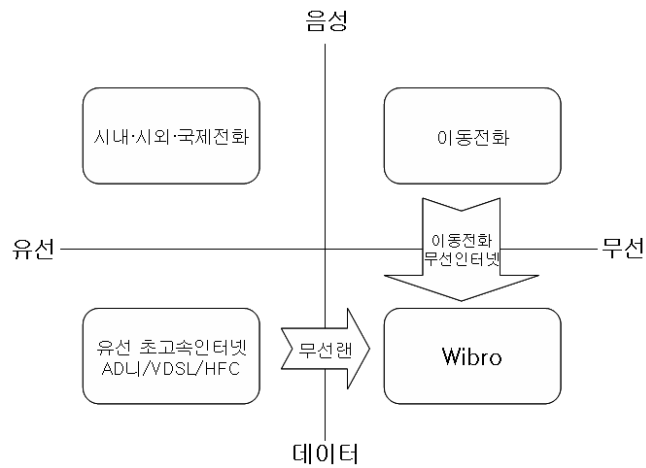 음성
시내·시외·국제전화
이동전화
유선
이동전화
무선인터넷
무선
유선 초고속인터넷
ADLI/VDSL/HFC
무선랜
Wibro
데이터